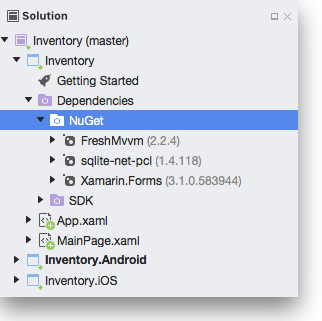 Solution
Inventory (master)
Inventory
Getting Started
Dependencies
NuGet
FreshMvvm (2.2.4)
sqlite-net-pcl (1.4.118)
Xamarin.Forms (3.1.0.583944)
SDK
App.xaml
MainPage.xaml
Inventory.Android
Inventory.iOS